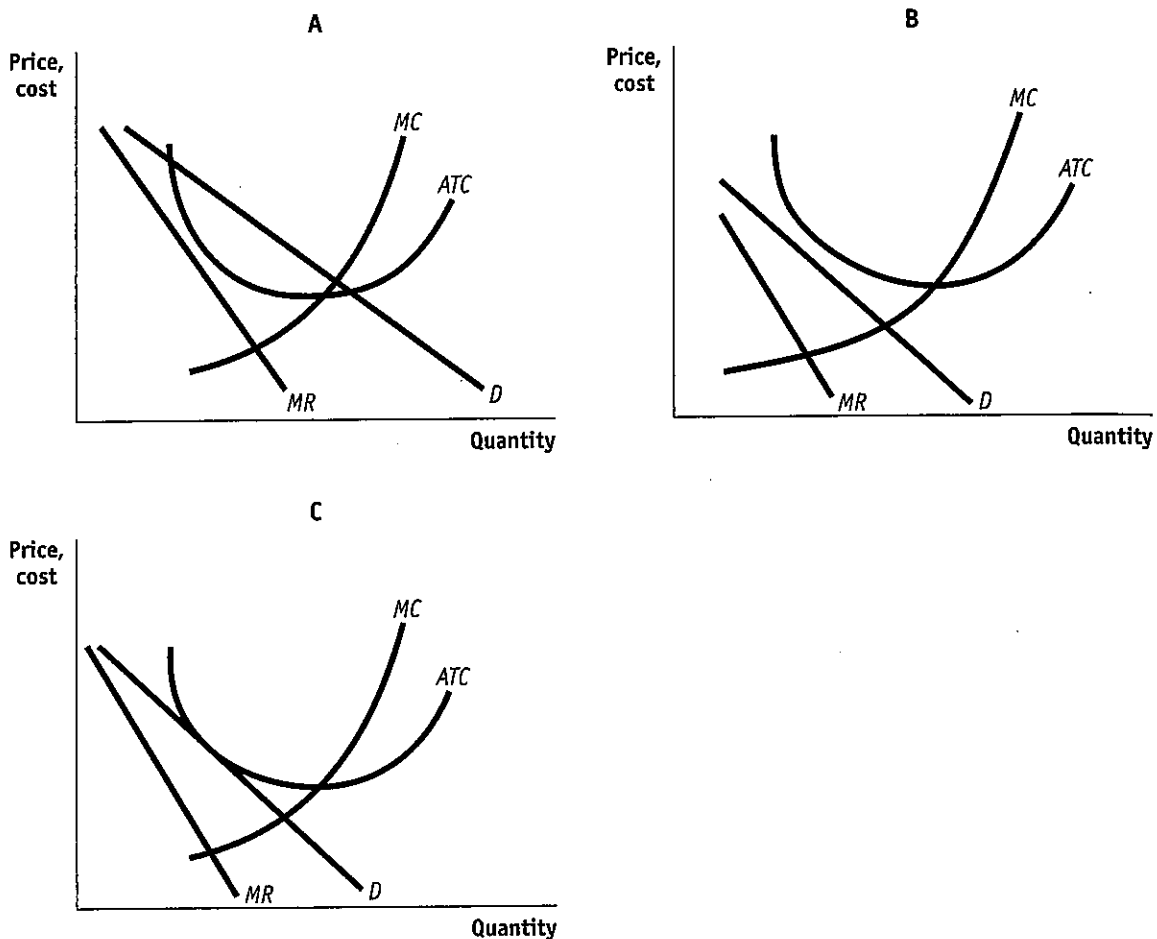 A
Price,
cost
MC
ATC
MR
D
Quantity
B
Price,
cost
MC
ATC
MR
D
Quantity
C
Price,
cost
MC
ATC
MR
D
Quantity